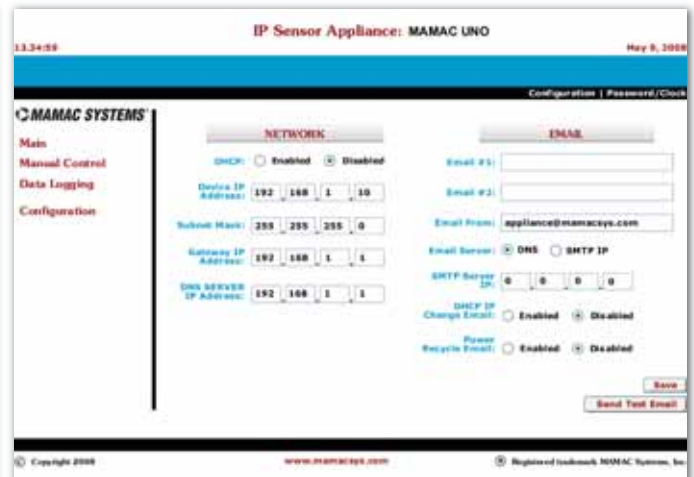 IP Sensor Appliance: MAMAC UNO
13.34:59
May 9, 2008
Configuration | Password/Clock
MAMAC SYSTEMS
Main
Manual Control
Data Logging
Configuration
NETWORK
DHCP: Enabled Disabled
Device IP Address: 192 . 168 . 1 . 10
Subnet Mask: 255 . 255 . 255 . 0
Gateway IP Address: 192 . 168 . 1 . 1
DNS SERVER IP Address: 192 . 168 . 1 . 1
EMAIL
Email #1:
Email #2:
Email From: appliance@mamacsys.com
Email Server: DNS SMTP IP
SMTP Server IP: 0 . 0 . 0 . 0
DHCP IP Change Email: Enabled Disabled
Power Recycle Email: Enabled Disabled
Save
Send Test Email
© Copyright 2008
www.mamacsys.com
® Registered trademark MAMAC Systems, Inc.